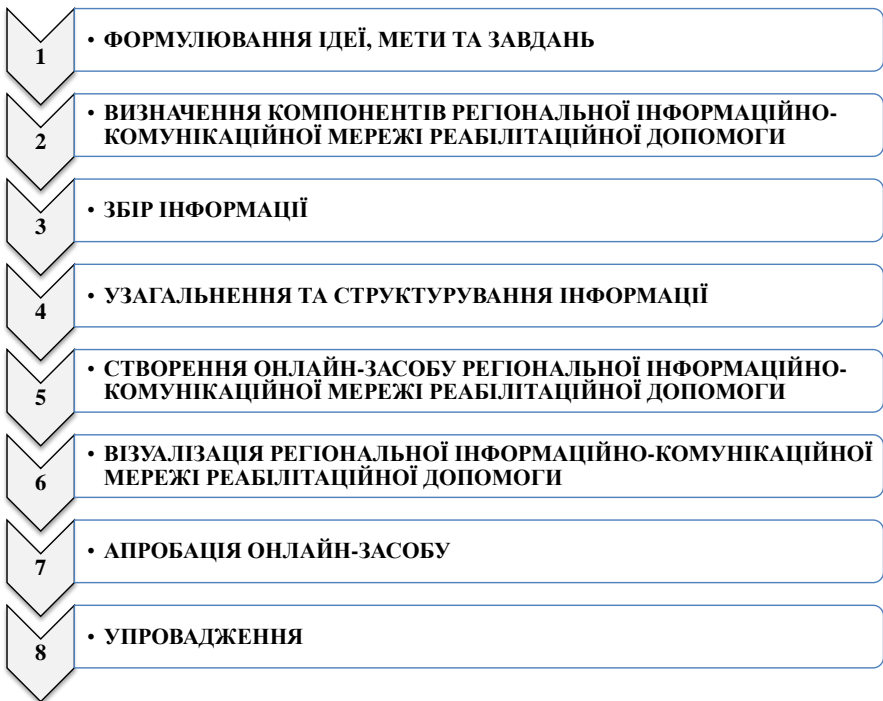 1
• ФОРМУЛЮВАННЯ ІДЕЇ, МЕТИ ТА ЗАВДАНЬ
2
• ВИЗНАЧЕННЯ КОМПОНЕНТІВ РЕГІОНАЛЬНОЇ ІНФОРМАЦІЙНО-
КОМУНІКАЦІЙНОЇ МЕРЕЖІ РЕАБІЛІТАЦІЙНОЇ ДОПОМОГИ
3
• ЗБІР ІНФОРМАЦІЇ
4
• УЗАГАЛЬНЕННЯ ТА СТРУКТУРУВАННЯ ІНФОРМАЦІЇ
5
• СТВОРЕННЯ ОНЛАЙН-ЗАСОБУ РЕГІОНАЛЬНОЇ ІНФОРМАЦІЙНО-
КОМУНІКАЦІЙНОЇ МЕРЕЖІ РЕАБІЛІТАЦІЙНОЇ ДОПОМОГИ
6
• ВІЗУАЛІЗАЦІЯ РЕГІОНАЛЬНОЇ ІНФОРМАЦІЙНО-КОМУНІКАЦІЙНОЇ
МЕРЕЖІ РЕАБІЛІТАЦІЙНОЇ ДОПОМОГИ
7
• АПРОБАЦІЯ ОНЛАЙН-ЗАСОБУ
8
• УПРОВАДЖЕННЯ